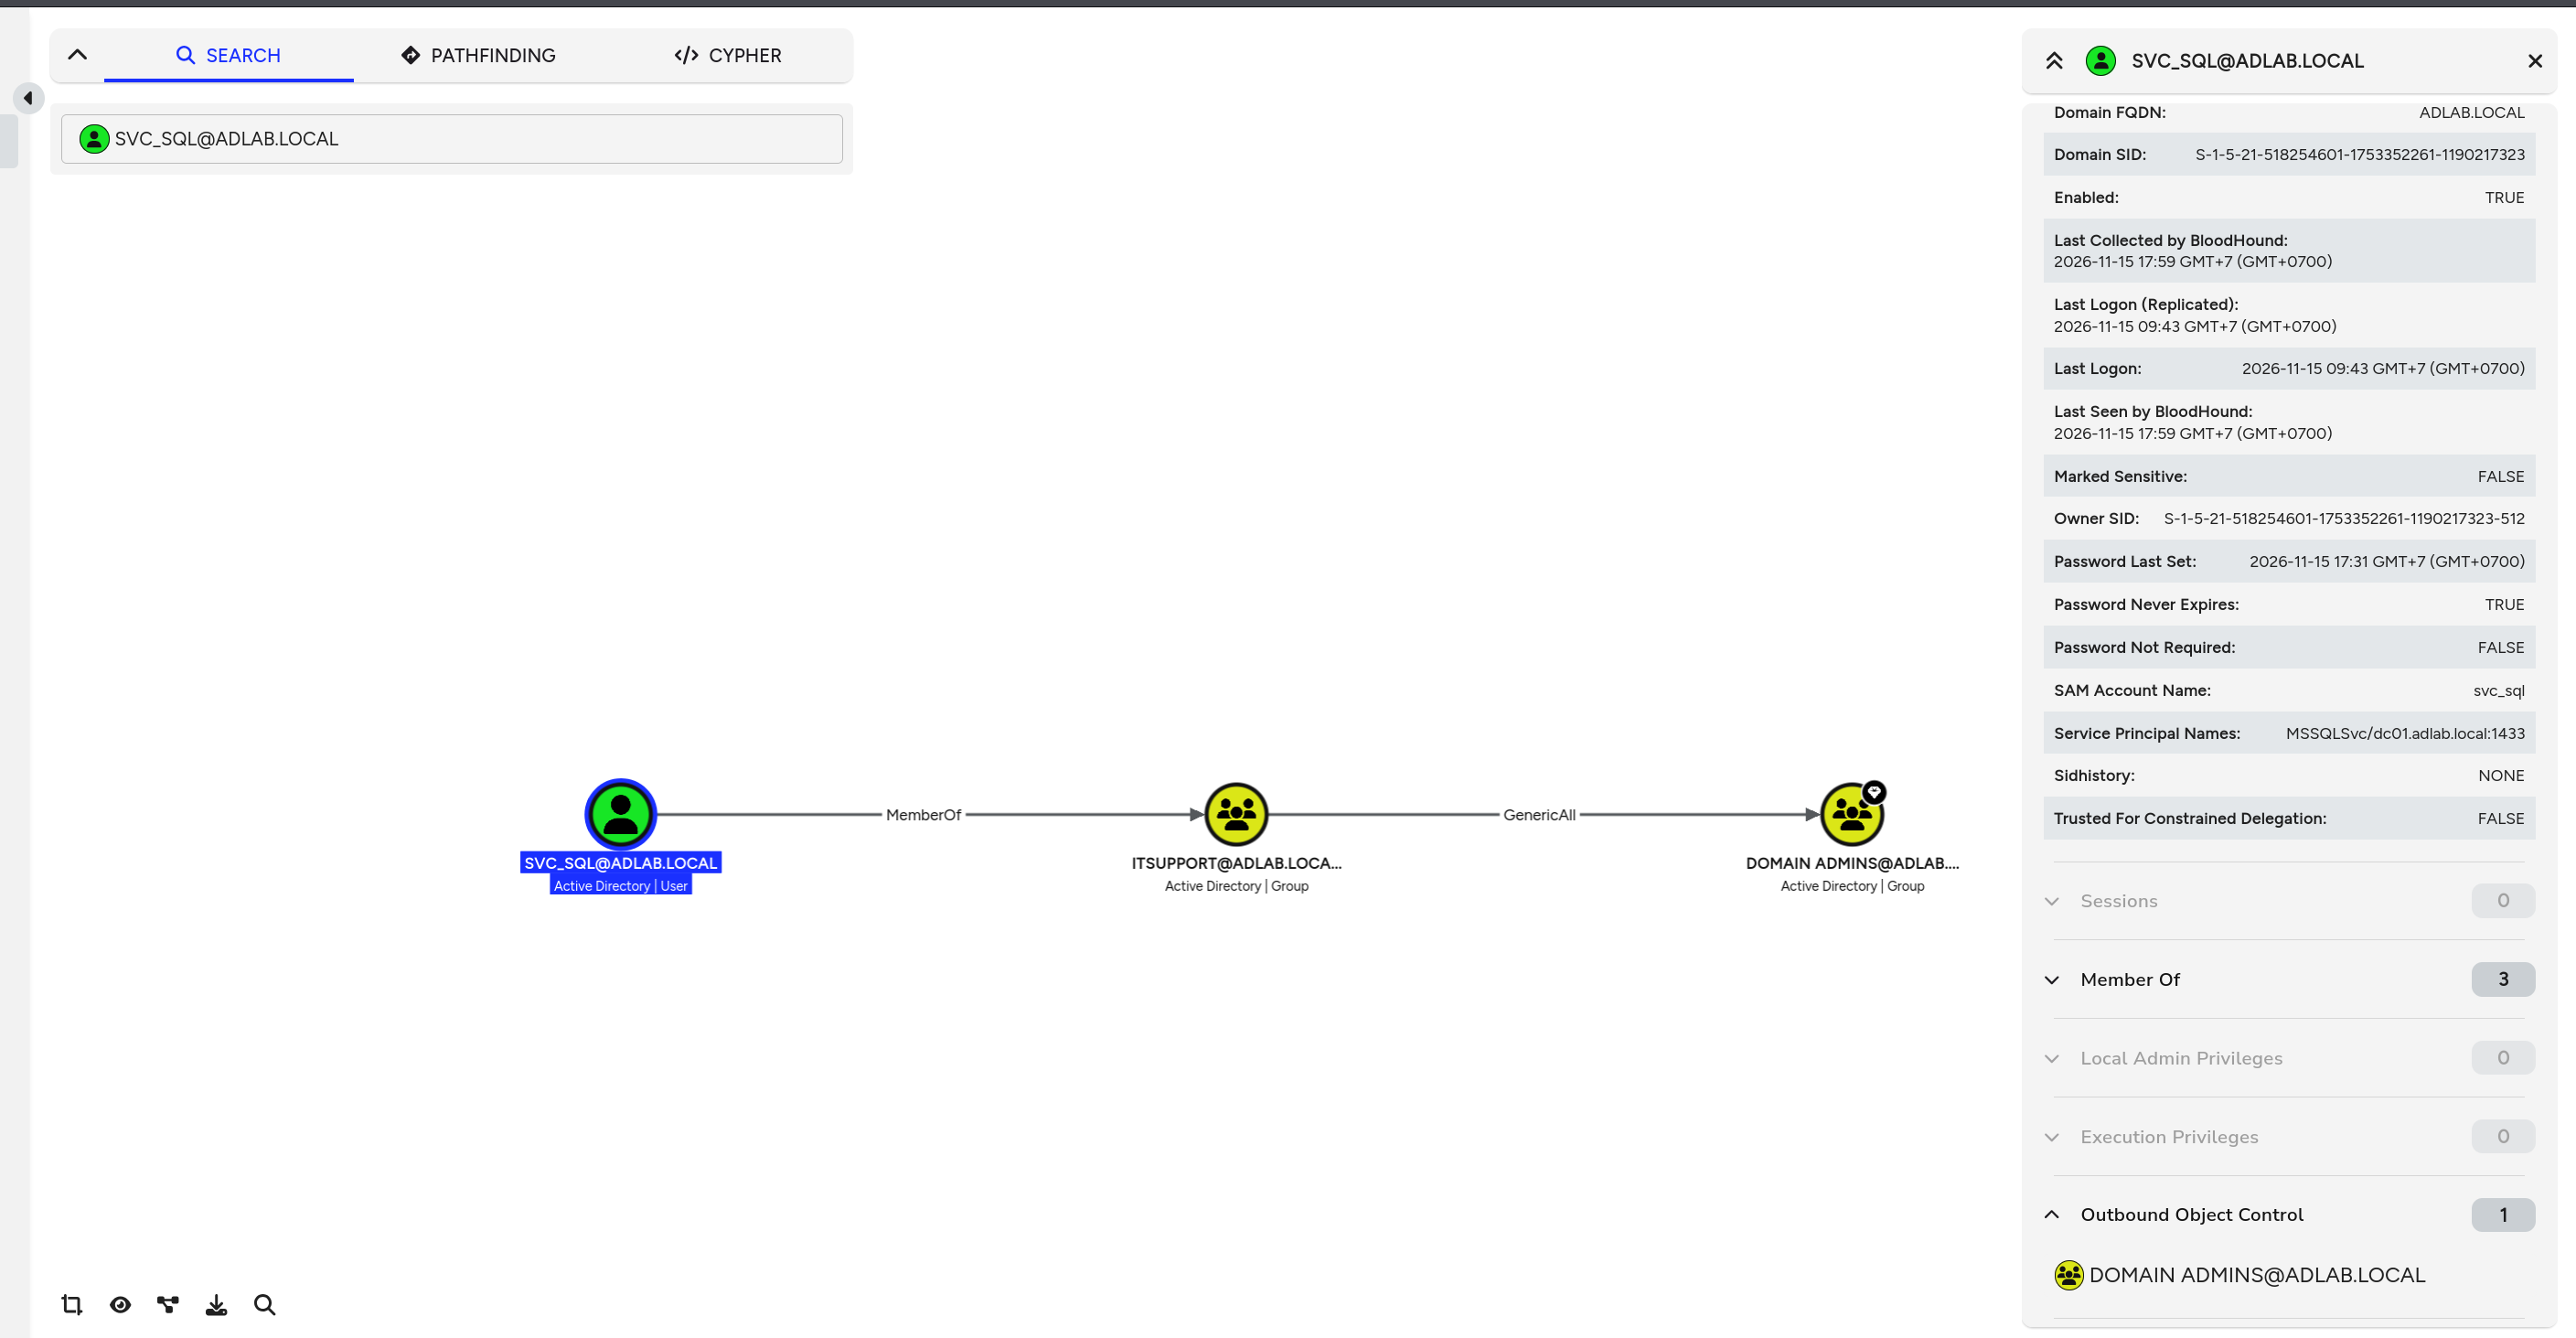 SEARCH
PATHFINDING
CYPHER
SVC_SQL@ADLAB.LOCAL
MemberOf
GenericAll
SVC_SQL@ADLAB.LOCAL
Active Directory | User
ITSUPPORT@ADLAB.LOCA...
Active Directory | Group
DOMAIN ADMINS@ADLAB....
Active Directory | Group
SVC_SQL@ADLAB.LOCAL
Domain FQDN: ADLAB.LOCAL
Domain SID: S-1-5-21-518254601-1753352261-1190217323
Enabled: TRUE
Last Collected by BloodHound:
2026-11-15 17:59 GMT+7 (GMT+0700)
Last Logon (Replicated):
2026-11-15 09:43 GMT+7 (GMT+0700)
Last Logon: 2026-11-15 09:43 GMT+7 (GMT+0700)
Last Seen by BloodHound:
2026-11-15 17:59 GMT+7 (GMT+0700)
Marked Sensitive: FALSE
Owner SID: S-1-5-21-518254601-1753352261-1190217323-512
Password Last Set: 2026-11-15 17:31 GMT+7 (GMT+0700)
Password Never Expires: TRUE
Password Not Required: FALSE
SAM Account Name: svc_sql
Service Principal Names: MSSQLSvc/dc01.adlab.local:1433
Sidhistory: NONE
Trusted For Constrained Delegation: FALSE
Sessions 0
Member Of 3
Local Admin Privileges 0
Execution Privileges 0
Outbound Object Control 1
DOMAIN ADMINS@ADLAB.LOCAL